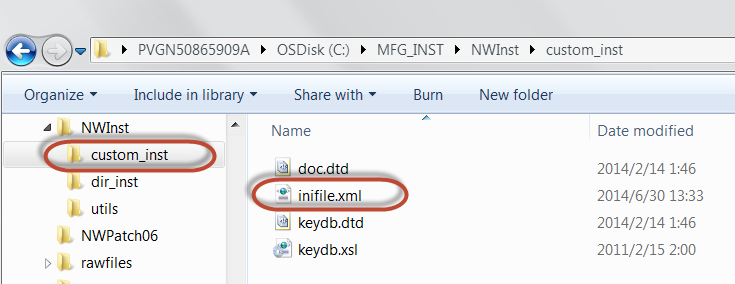 PVGN50865909A OSDisk (C:) MFG_INST NWInst custom_inst
Organize Include in library Share with Burn New folder
NWInst
custom_inst
dir_inst
utils
NWPatch06
rawfiles
Name Date modified
doc.dtd 2014/2/14 1:46
inifile.xml 2014/6/30 13:33
keydb.dtd 2014/2/14 1:46
keydb.xsl 2011/2/15 2:00